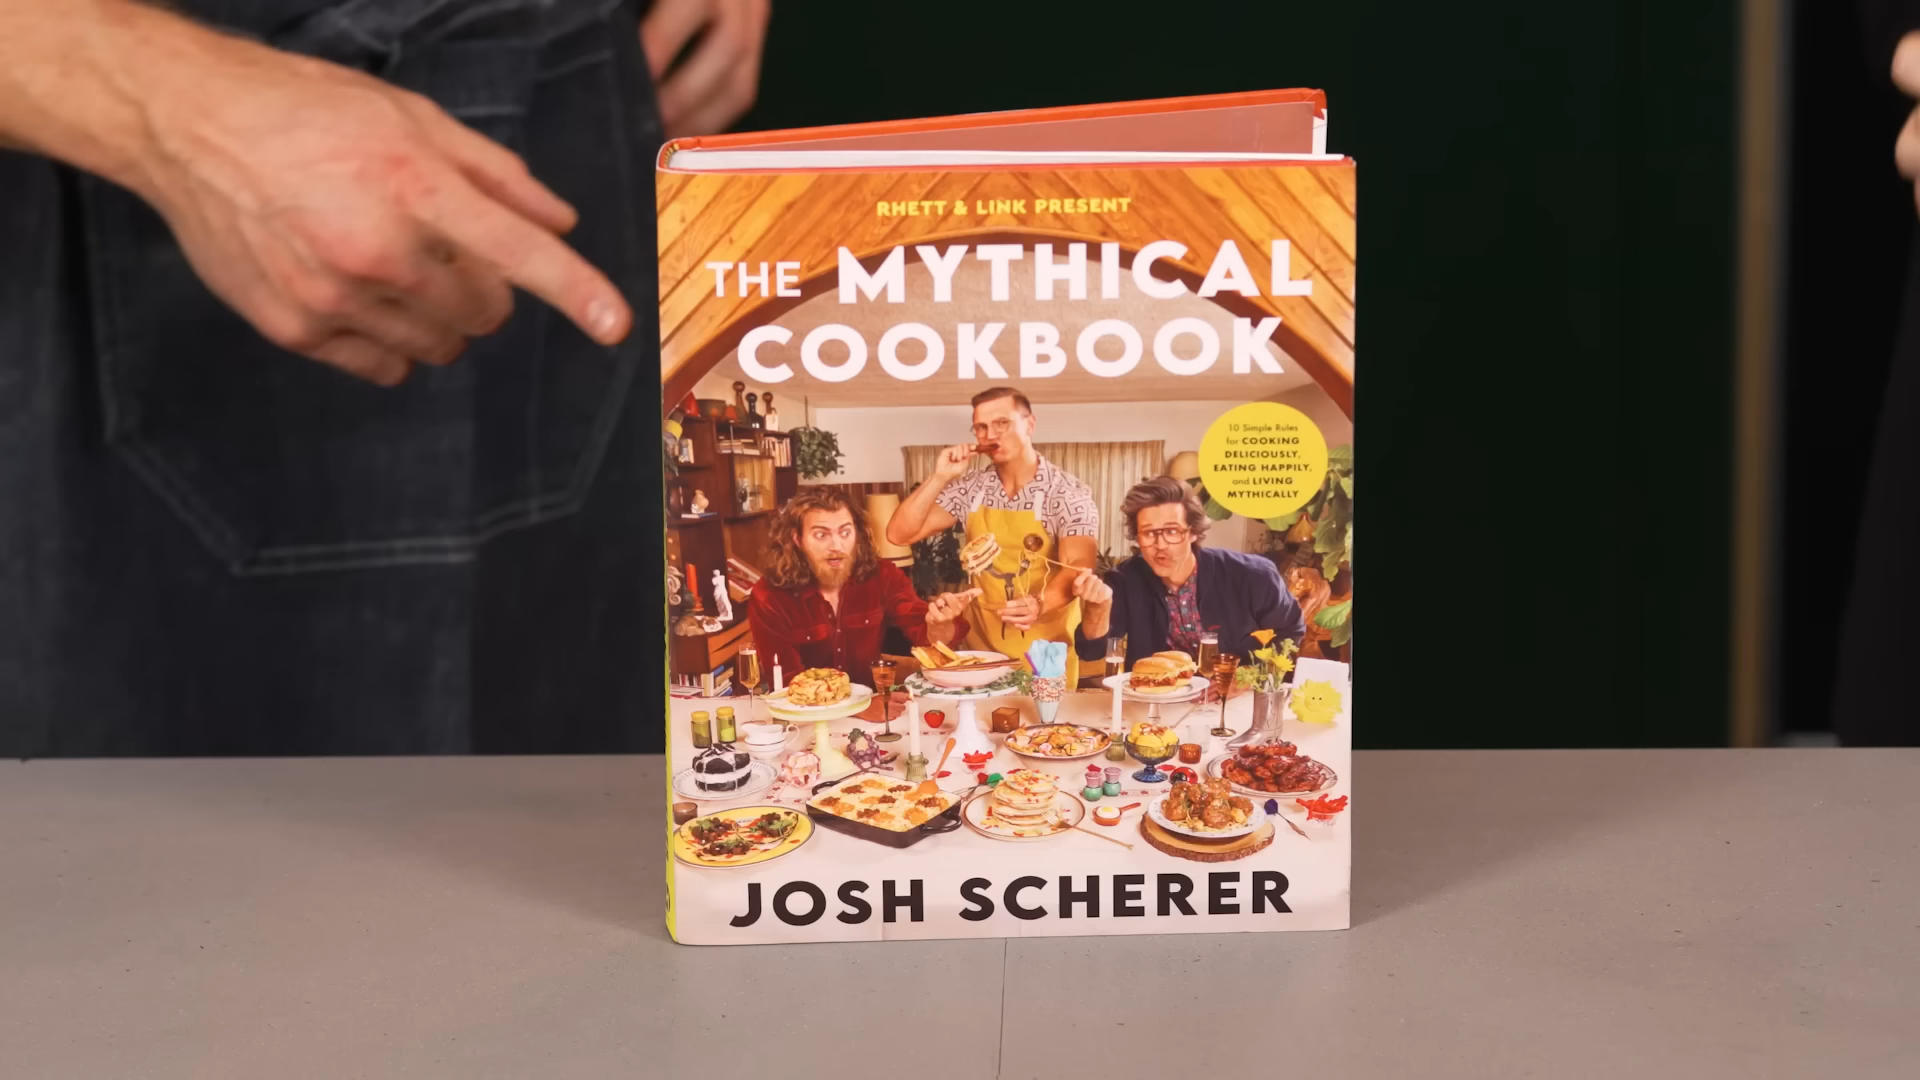 RHETT & LINK PRESENT
THE MYTHICAL
COOKBOOK
10 Simple Rules
for COOKING
DELICIOUSLY,
EATING HAPPILY,
and LIVING
MYTHICALLY
JOSH SCHERER